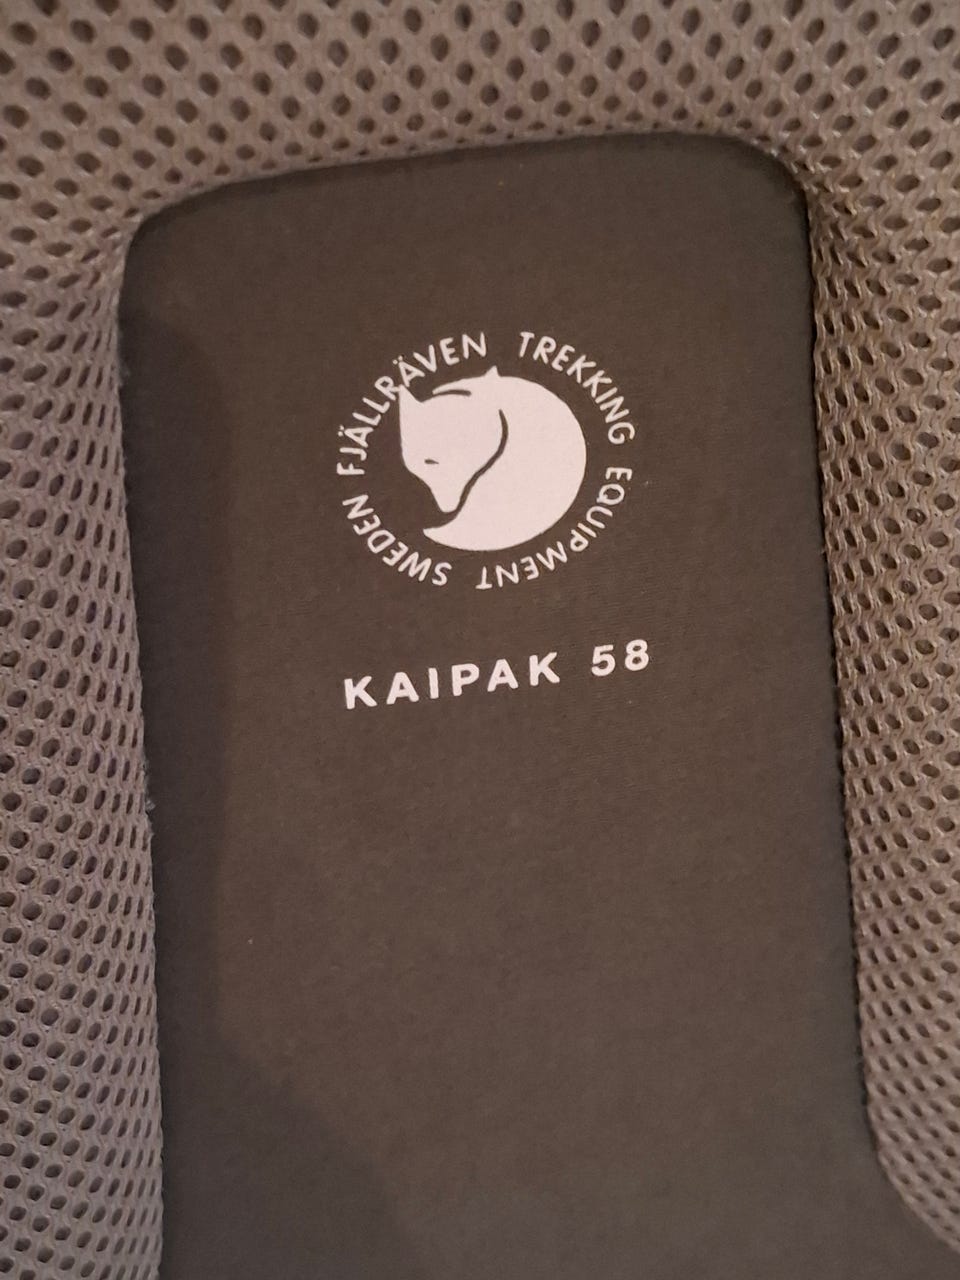 FJÄLLRÄVEN TREKKING EQUIPMENT SWEDEN
KAIPAK 58